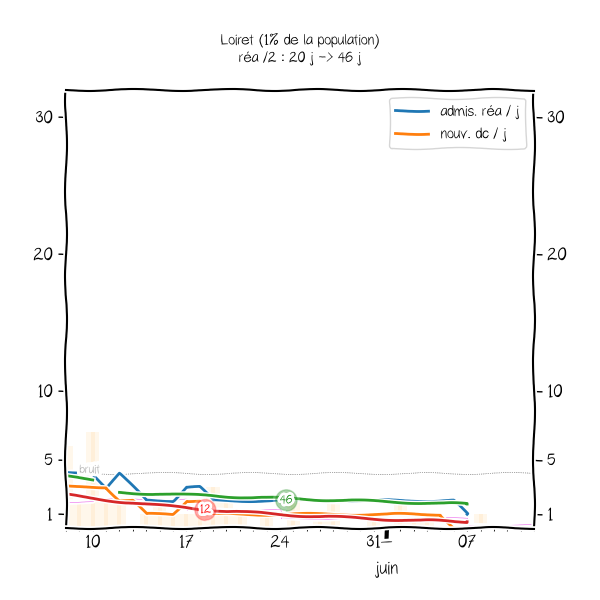 Loiret (1% de la population)
réa /2 : 20 j -> 46 j
admis. réa / j
nouv. dc / j
30
30
20
20
10
10
5
5
bruit
46
12
1
1
10
17
24
31
07
juin